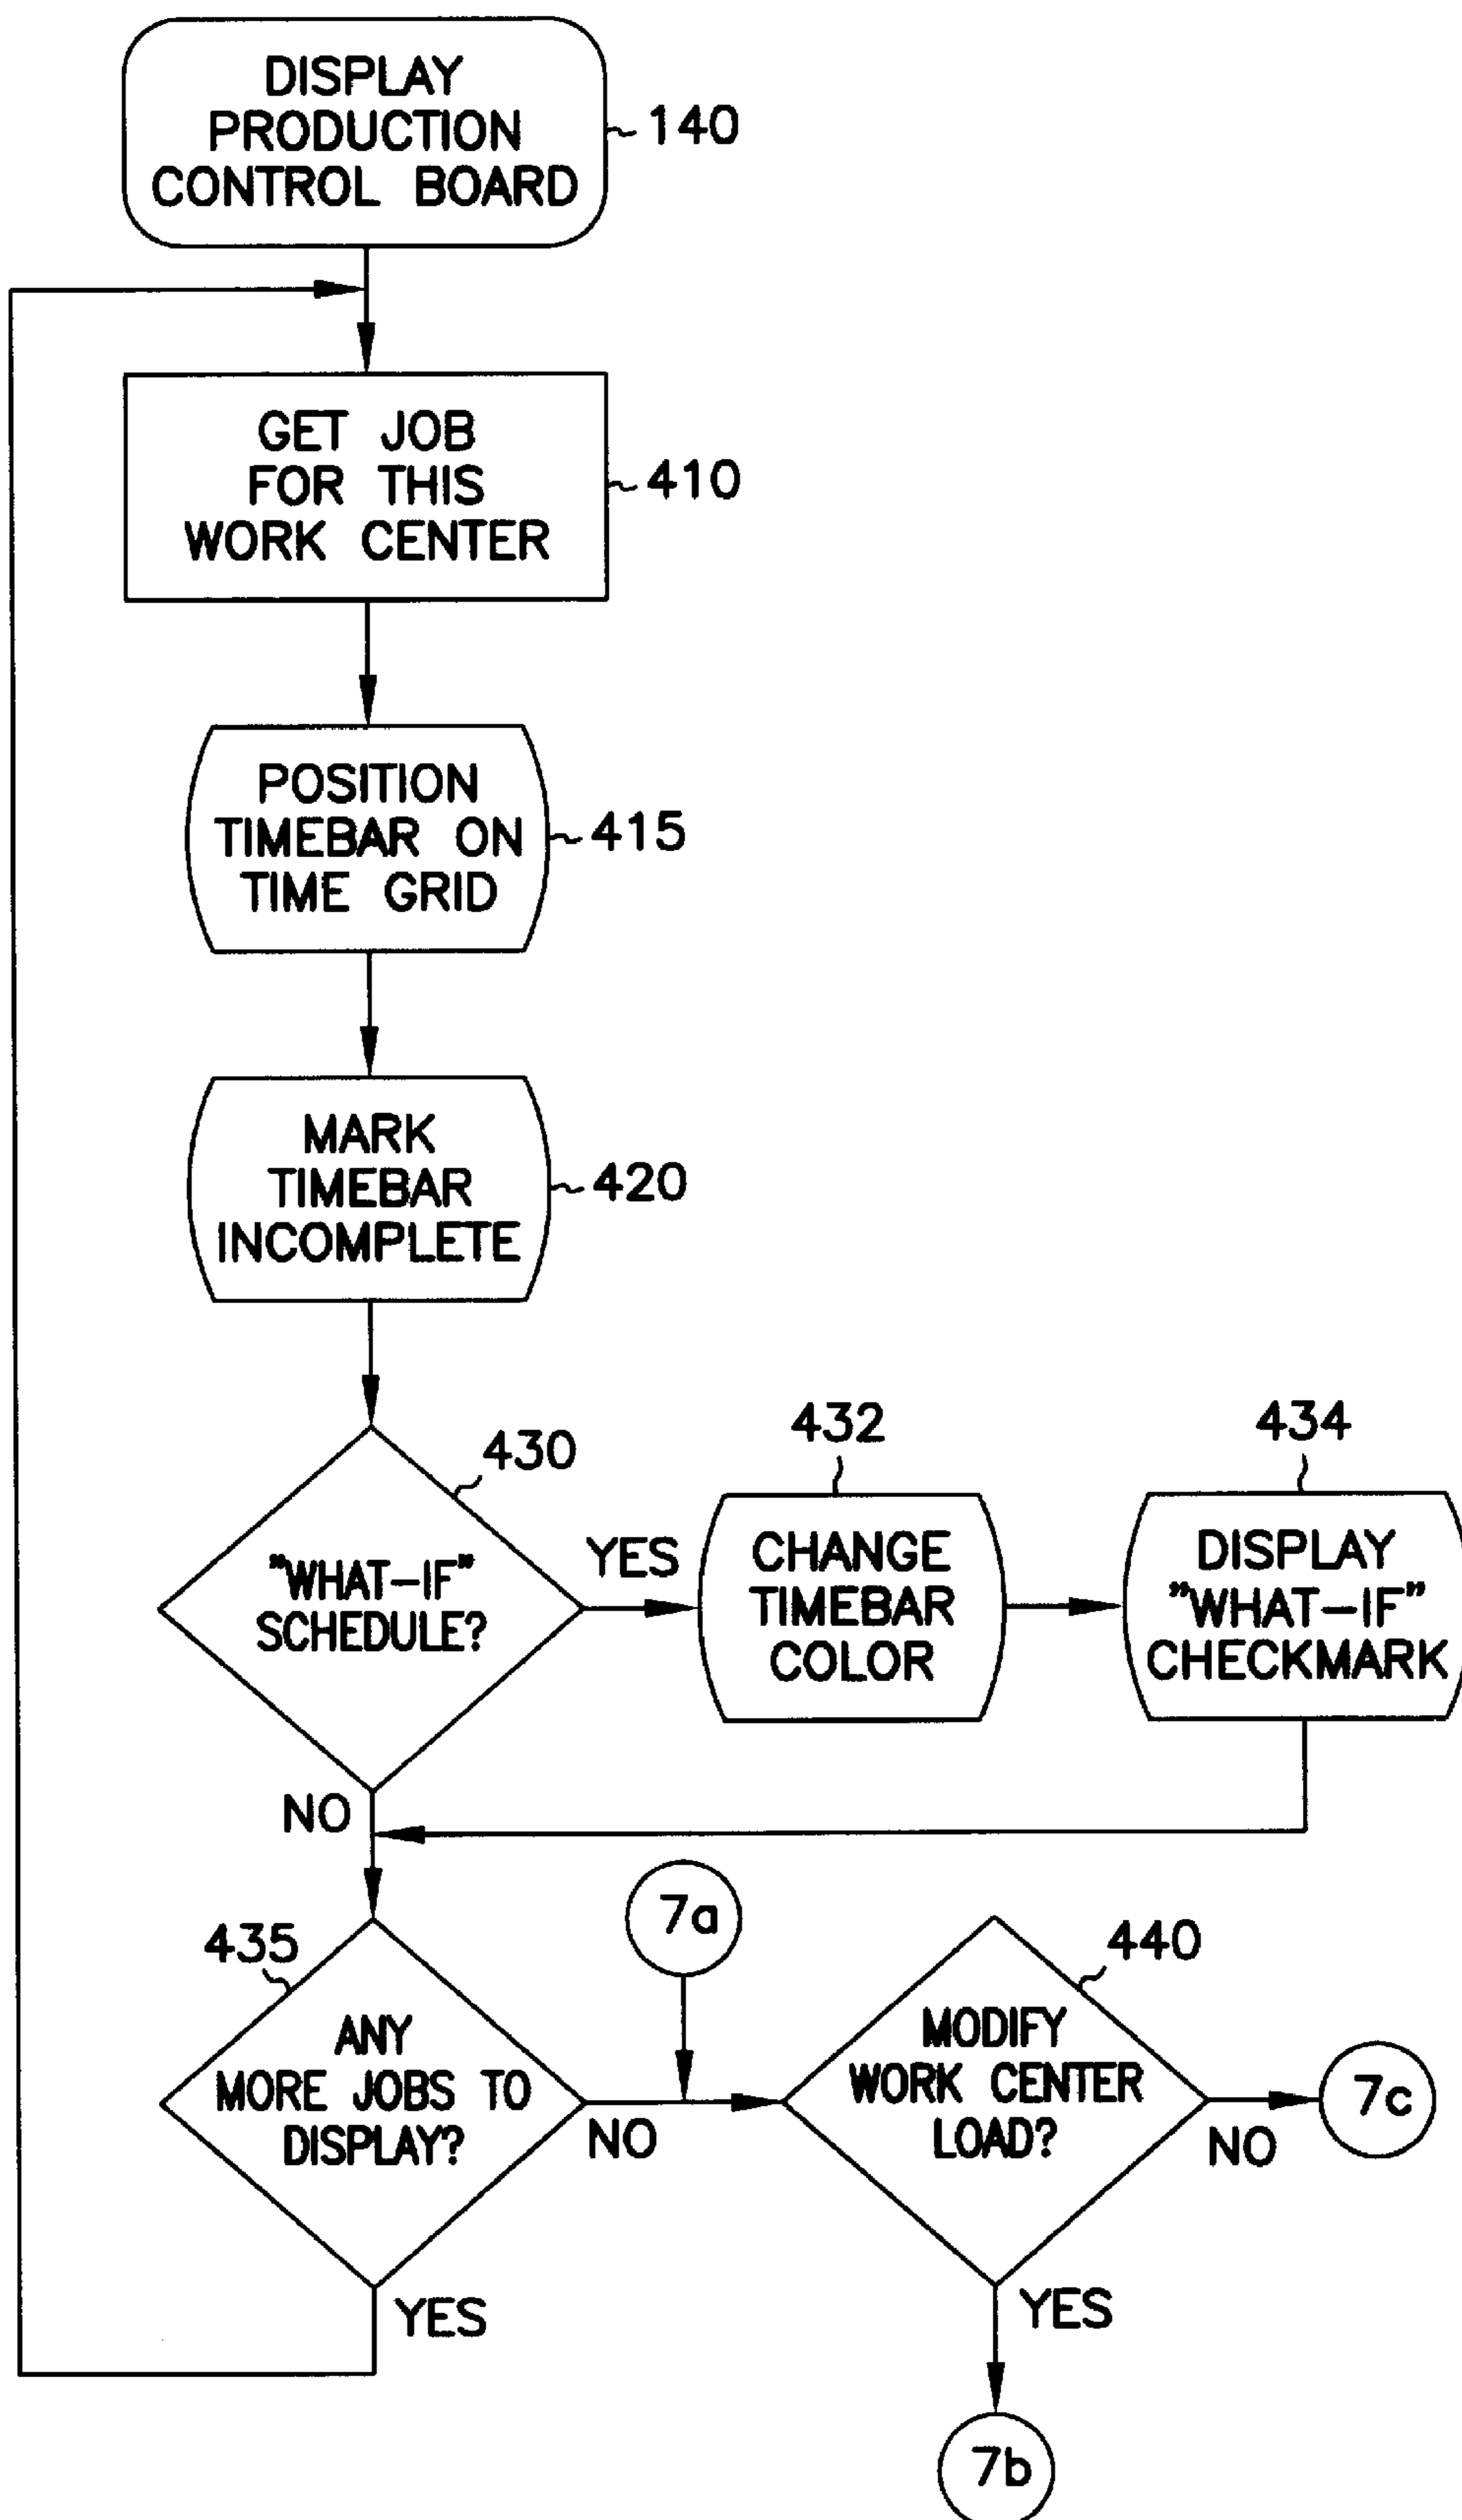 DISPLAY
PRODUCTION
CONTROL BOARD
140
GET JOB
FOR THIS
WORK CENTER
410
POSITION
TIMEBAR ON
TIME GRID
415
MARK
TIMEBAR
INCOMPLETE
420
430
"WHAT-IF"
SCHEDULE?
YES
432
CHANGE
TIMEBAR
COLOR
434
DISPLAY
"WHAT-IF"
CHECKMARK
NO
435
ANY
MORE JOBS TO
DISPLAY?
NO
YES
7a
440
MODIFY
WORK CENTER
LOAD?
NO
7c
YES
7b